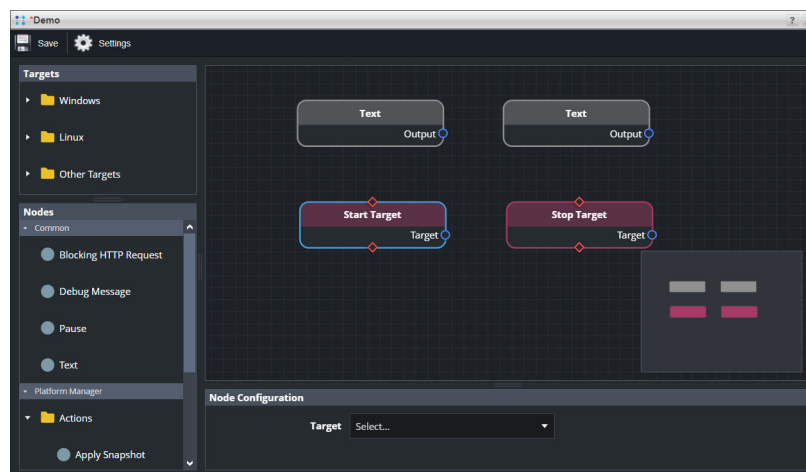 *Demo
?
Save
Settings
Targets
Windows
Linux
Other Targets
Nodes
Common
Blocking HTTP Request
Debug Message
Pause
Text
Platform Manager
Actions
Apply Snapshot
Text
Output
Text
Output
Start Target
Target
Stop Target
Target
Node Configuration
Target
Select...